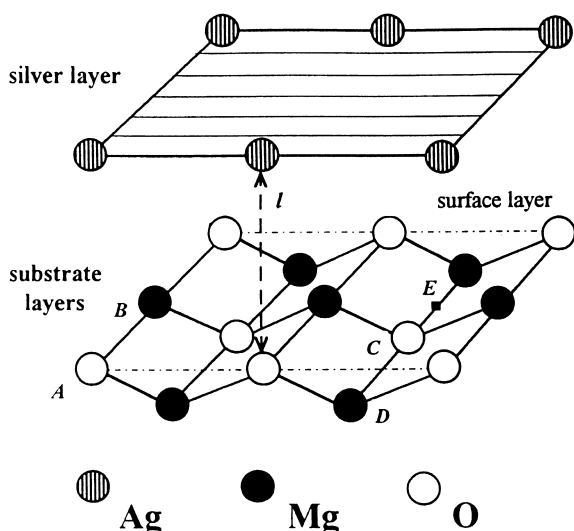 silver layer
l
surface layer
substrate
layers
B
E
C
A
D
Ag
Mg
O